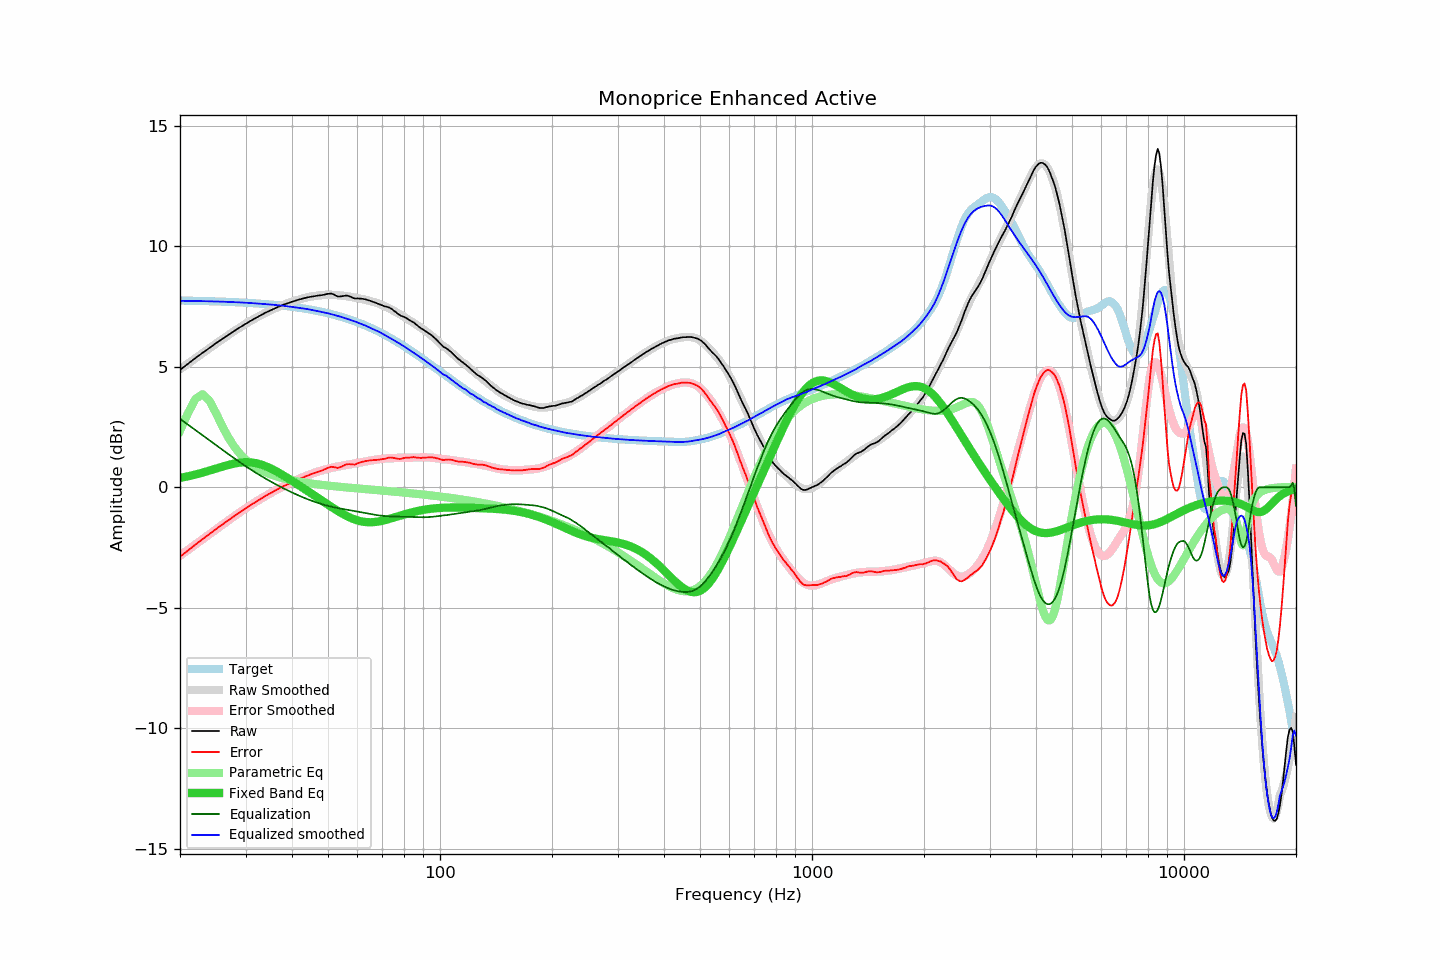 Monoprice Enhanced Active
15
10
5
0
−5
−10
−15
Amplitude (dBr)
Target
Raw Smoothed
Error Smoothed
Raw
Error
Parametric Eq
Fixed Band Eq
Equalization
Equalized smoothed
100
1000
10000
Frequency (Hz)